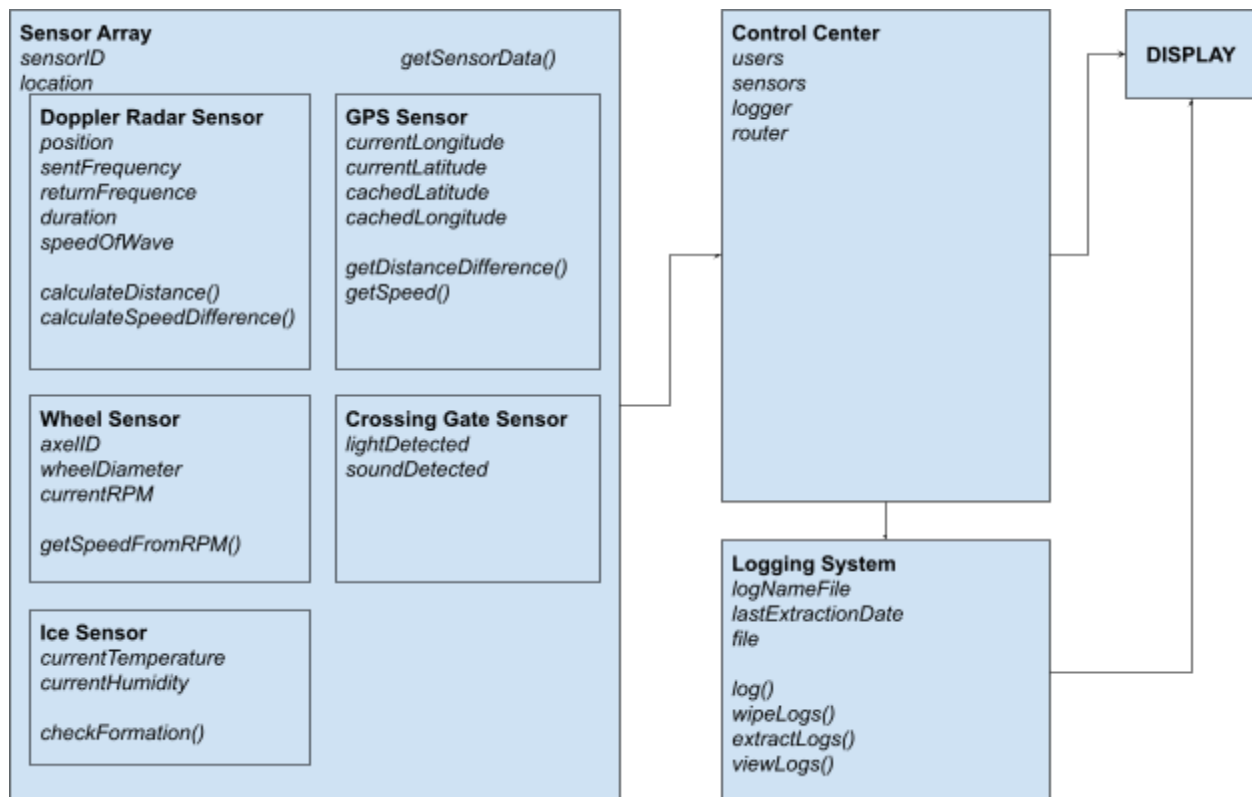 Sensor Array
sensorID
getSensorData()
location
Doppler Radar Sensor
position
sentFrequency
returnFrequence
duration
speedOfWave
calculateDistance()
calculateSpeedDifference()
GPS Sensor
currentLongitude
currentLatitude
cachedLatitude
cachedLongitude
getDistanceDifference()
getSpeed()
Wheel Sensor
axelID
wheelDiameter
currentRPM
getSpeedFromRPM()
Crossing Gate Sensor
lightDetected
soundDetected
Ice Sensor
currentTemperature
currentHumidity
checkFormation()
Control Center
users
sensors
logger
router
DISPLAY
Logging System
logNameFile
lastExtractionDate
file
log()
wipeLogs()
extractLogs()
viewLogs()